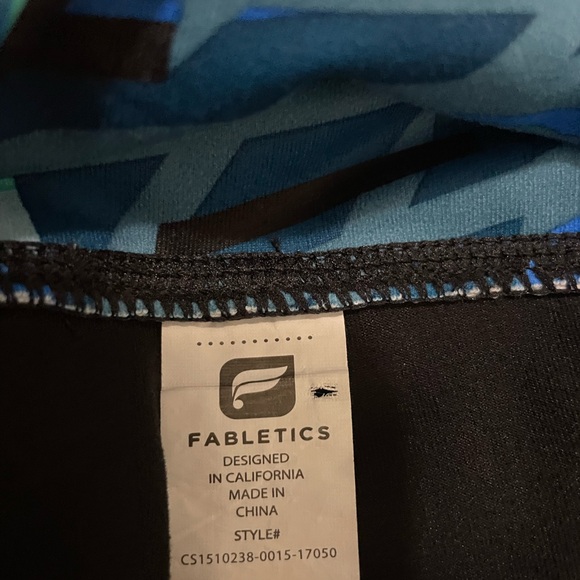 FABLETICS
DESIGNED
IN CALIFORNIA
MADE IN
CHINA
STYLE#
CS1510238-0015-17050